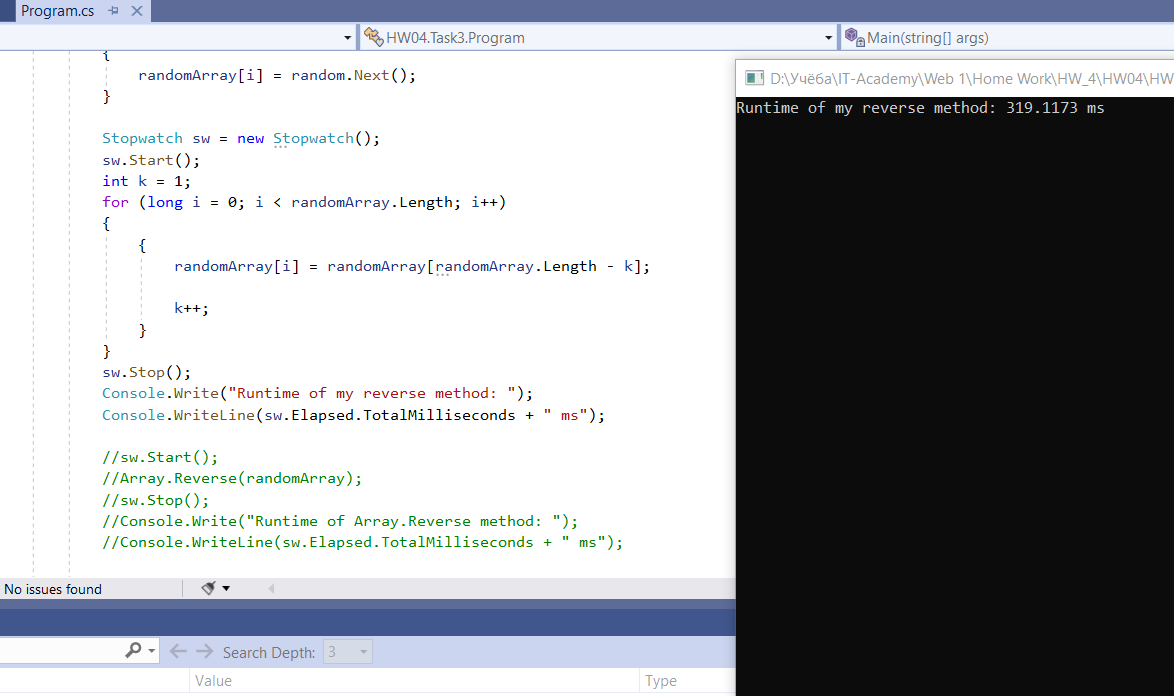 Program.cs
HW04.Task3.Program
Main(string[] args)
{
randomArray[i] = random.Next();
}
Stopwatch sw = new Stopwatch();
sw.Start();
int k = 1;
for (long i = 0; i < randomArray.Length; i++)
{
{
randomArray[i] = randomArray[randomArray.Length - k];
k++;
}
}
sw.Stop();
Console.Write("Runtime of my reverse method: ");
Console.WriteLine(sw.Elapsed.TotalMilliseconds + " ms");
//sw.Start();
//Array.Reverse(randomArray);
//sw.Stop();
//Console.Write("Runtime of Array.Reverse method: ");
//Console.WriteLine(sw.Elapsed.TotalMilliseconds + " ms");
No issues found
Search Depth: 3
Value Type
D:\Учёба\IT-Academy\Web 1\Home Work\HW_4\HW04\HW
Runtime of my reverse method: 319.1173 ms